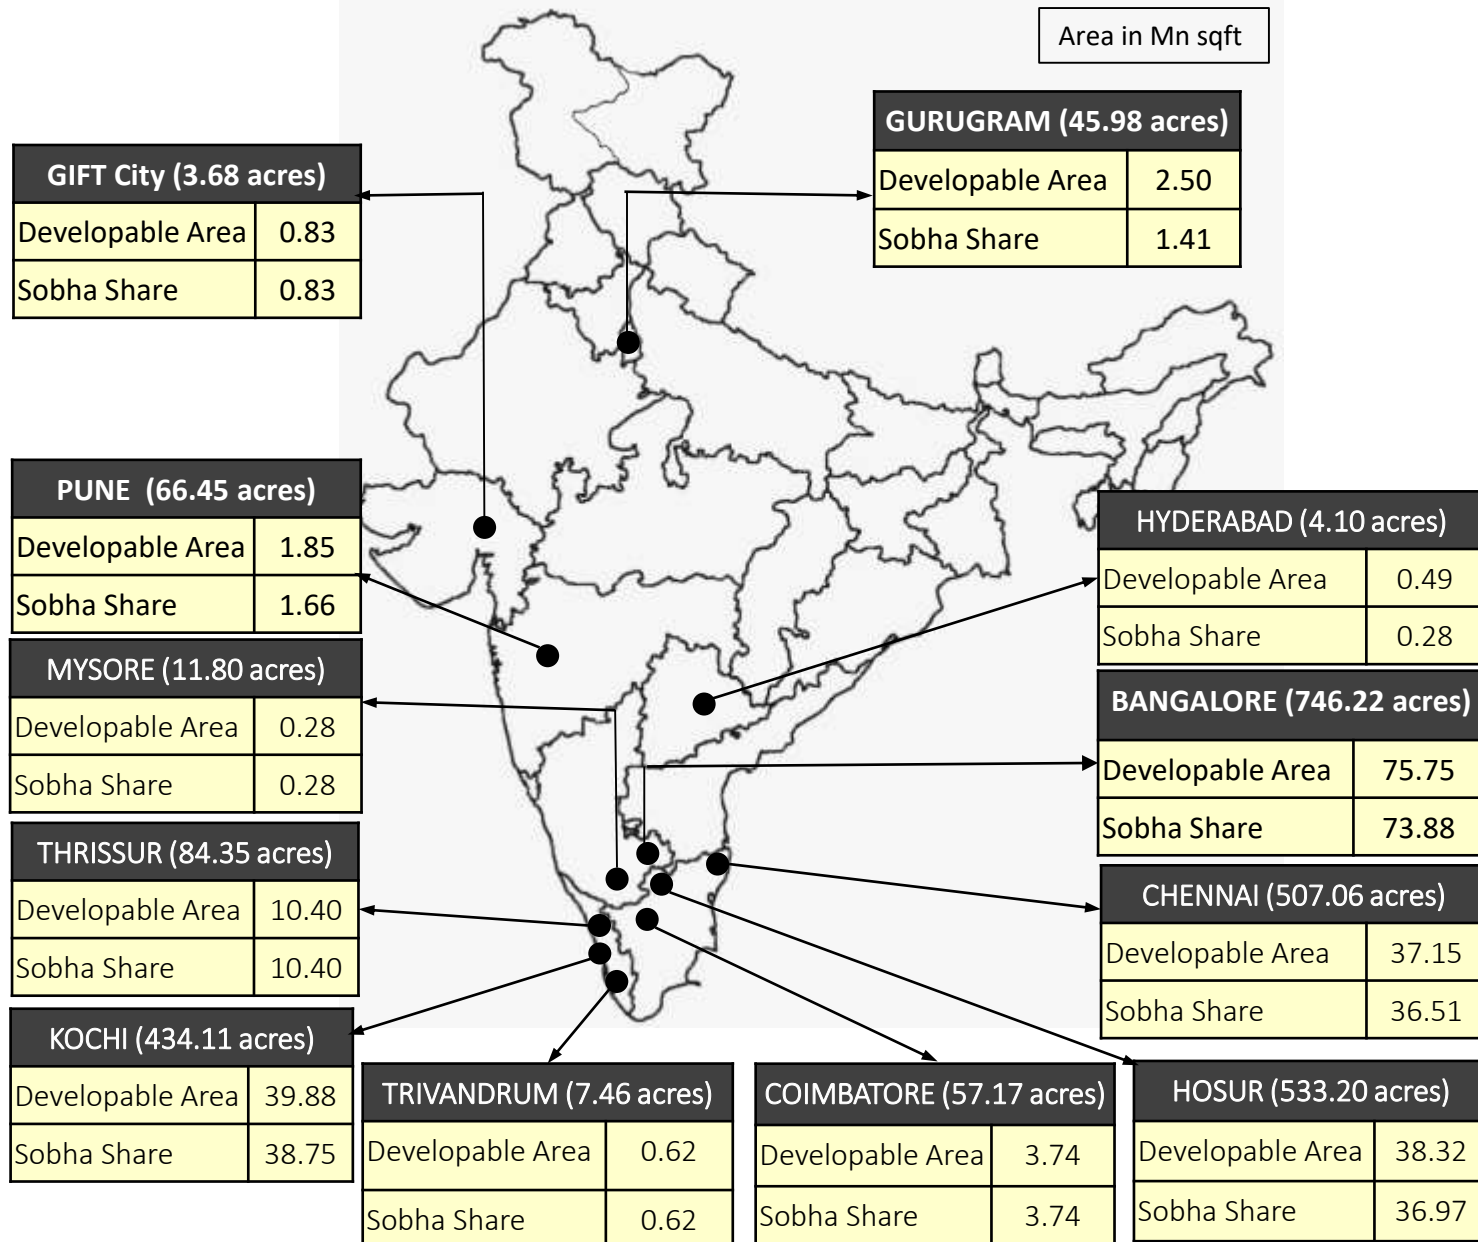 Area in Mn sqft
GURUGRAM (45.98 acres)
Developable Area 2.50
Sobha Share 1.41
GIFT City (3.68 acres)
Developable Area 0.83
Sobha Share 0.83
PUNE (66.45 acres)
Developable Area 1.85
Sobha Share 1.66
HYDERABAD (4.10 acres)
Developable Area 0.49
Sobha Share 0.28
MYSORE (11.80 acres)
Developable Area 0.28
Sobha Share 0.28
BANGALORE (746.22 acres)
Developable Area 75.75
Sobha Share 73.88
THRISSUR (84.35 acres)
Developable Area 10.40
Sobha Share 10.40
CHENNAI (507.06 acres)
Developable Area 37.15
Sobha Share 36.51
KOCHI (434.11 acres)
Developable Area 39.88
Sobha Share 38.75
TRIVANDRUM (7.46 acres)
Developable Area 0.62
Sobha Share 0.62
COIMBATORE (57.17 acres)
Developable Area 3.74
Sobha Share 3.74
HOSUR (533.20 acres)
Developable Area 38.32
Sobha Share 36.97